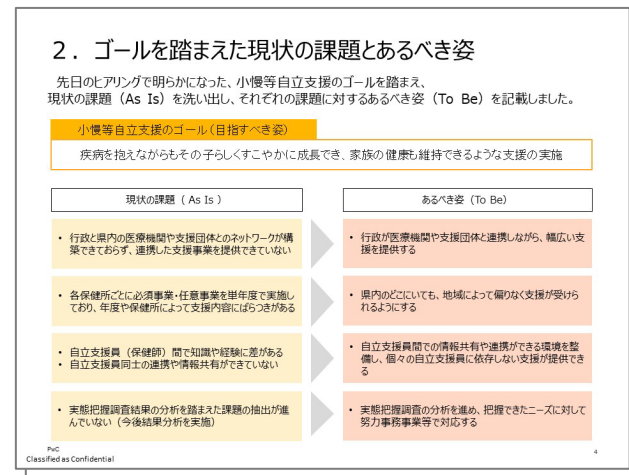 ２．ゴールを踏まえた現状の課題とあるべき姿
先日のヒアリングで明らかになった、小慢等自立支援のゴールを踏まえ、
現状の課題（As Is）を洗い出し、それぞれの課題に対するあるべき姿（To Be）を記載しました。
小慢等自立支援のゴール（目指すべき姿）
疾病を抱えながらもその子らしくすこやかに成長でき、家族の健康も維持できるような支援の実施
現状の課題（ As Is ）
あるべき姿（To Be）
• 行政と県内の医療機関や支援団体とのネットワークが構
築できておらず、連携した支援事業を提供できていない
• 行政が医療機関や支援団体と連携しながら、幅広い支
援を提供する
• 各保健所ごとに必須事業・任意事業を単年度で実施し
ており、年度や保健所によって支援内容にばらつきがある
• 県内のどこにいても、地域によって偏りなく支援が受けら
れるようにする
• 自立支援員（保健師）間で知識や経験に差がある
• 自立支援員同士の連携や情報共有ができていない
• 自立支援員間での情報共有や連携ができる環境を整
備し、個々の自立支援員に依存しない支援が提供でき
る
• 実態把握調査結果の分析を踏まえた課題の抽出が進
んでいない（今後結果分析を実施）
• 実態把握調査の分析を進め、把握できたニーズに対して
努力事務事業等で対応する
PwC
Classified as Confidential
4